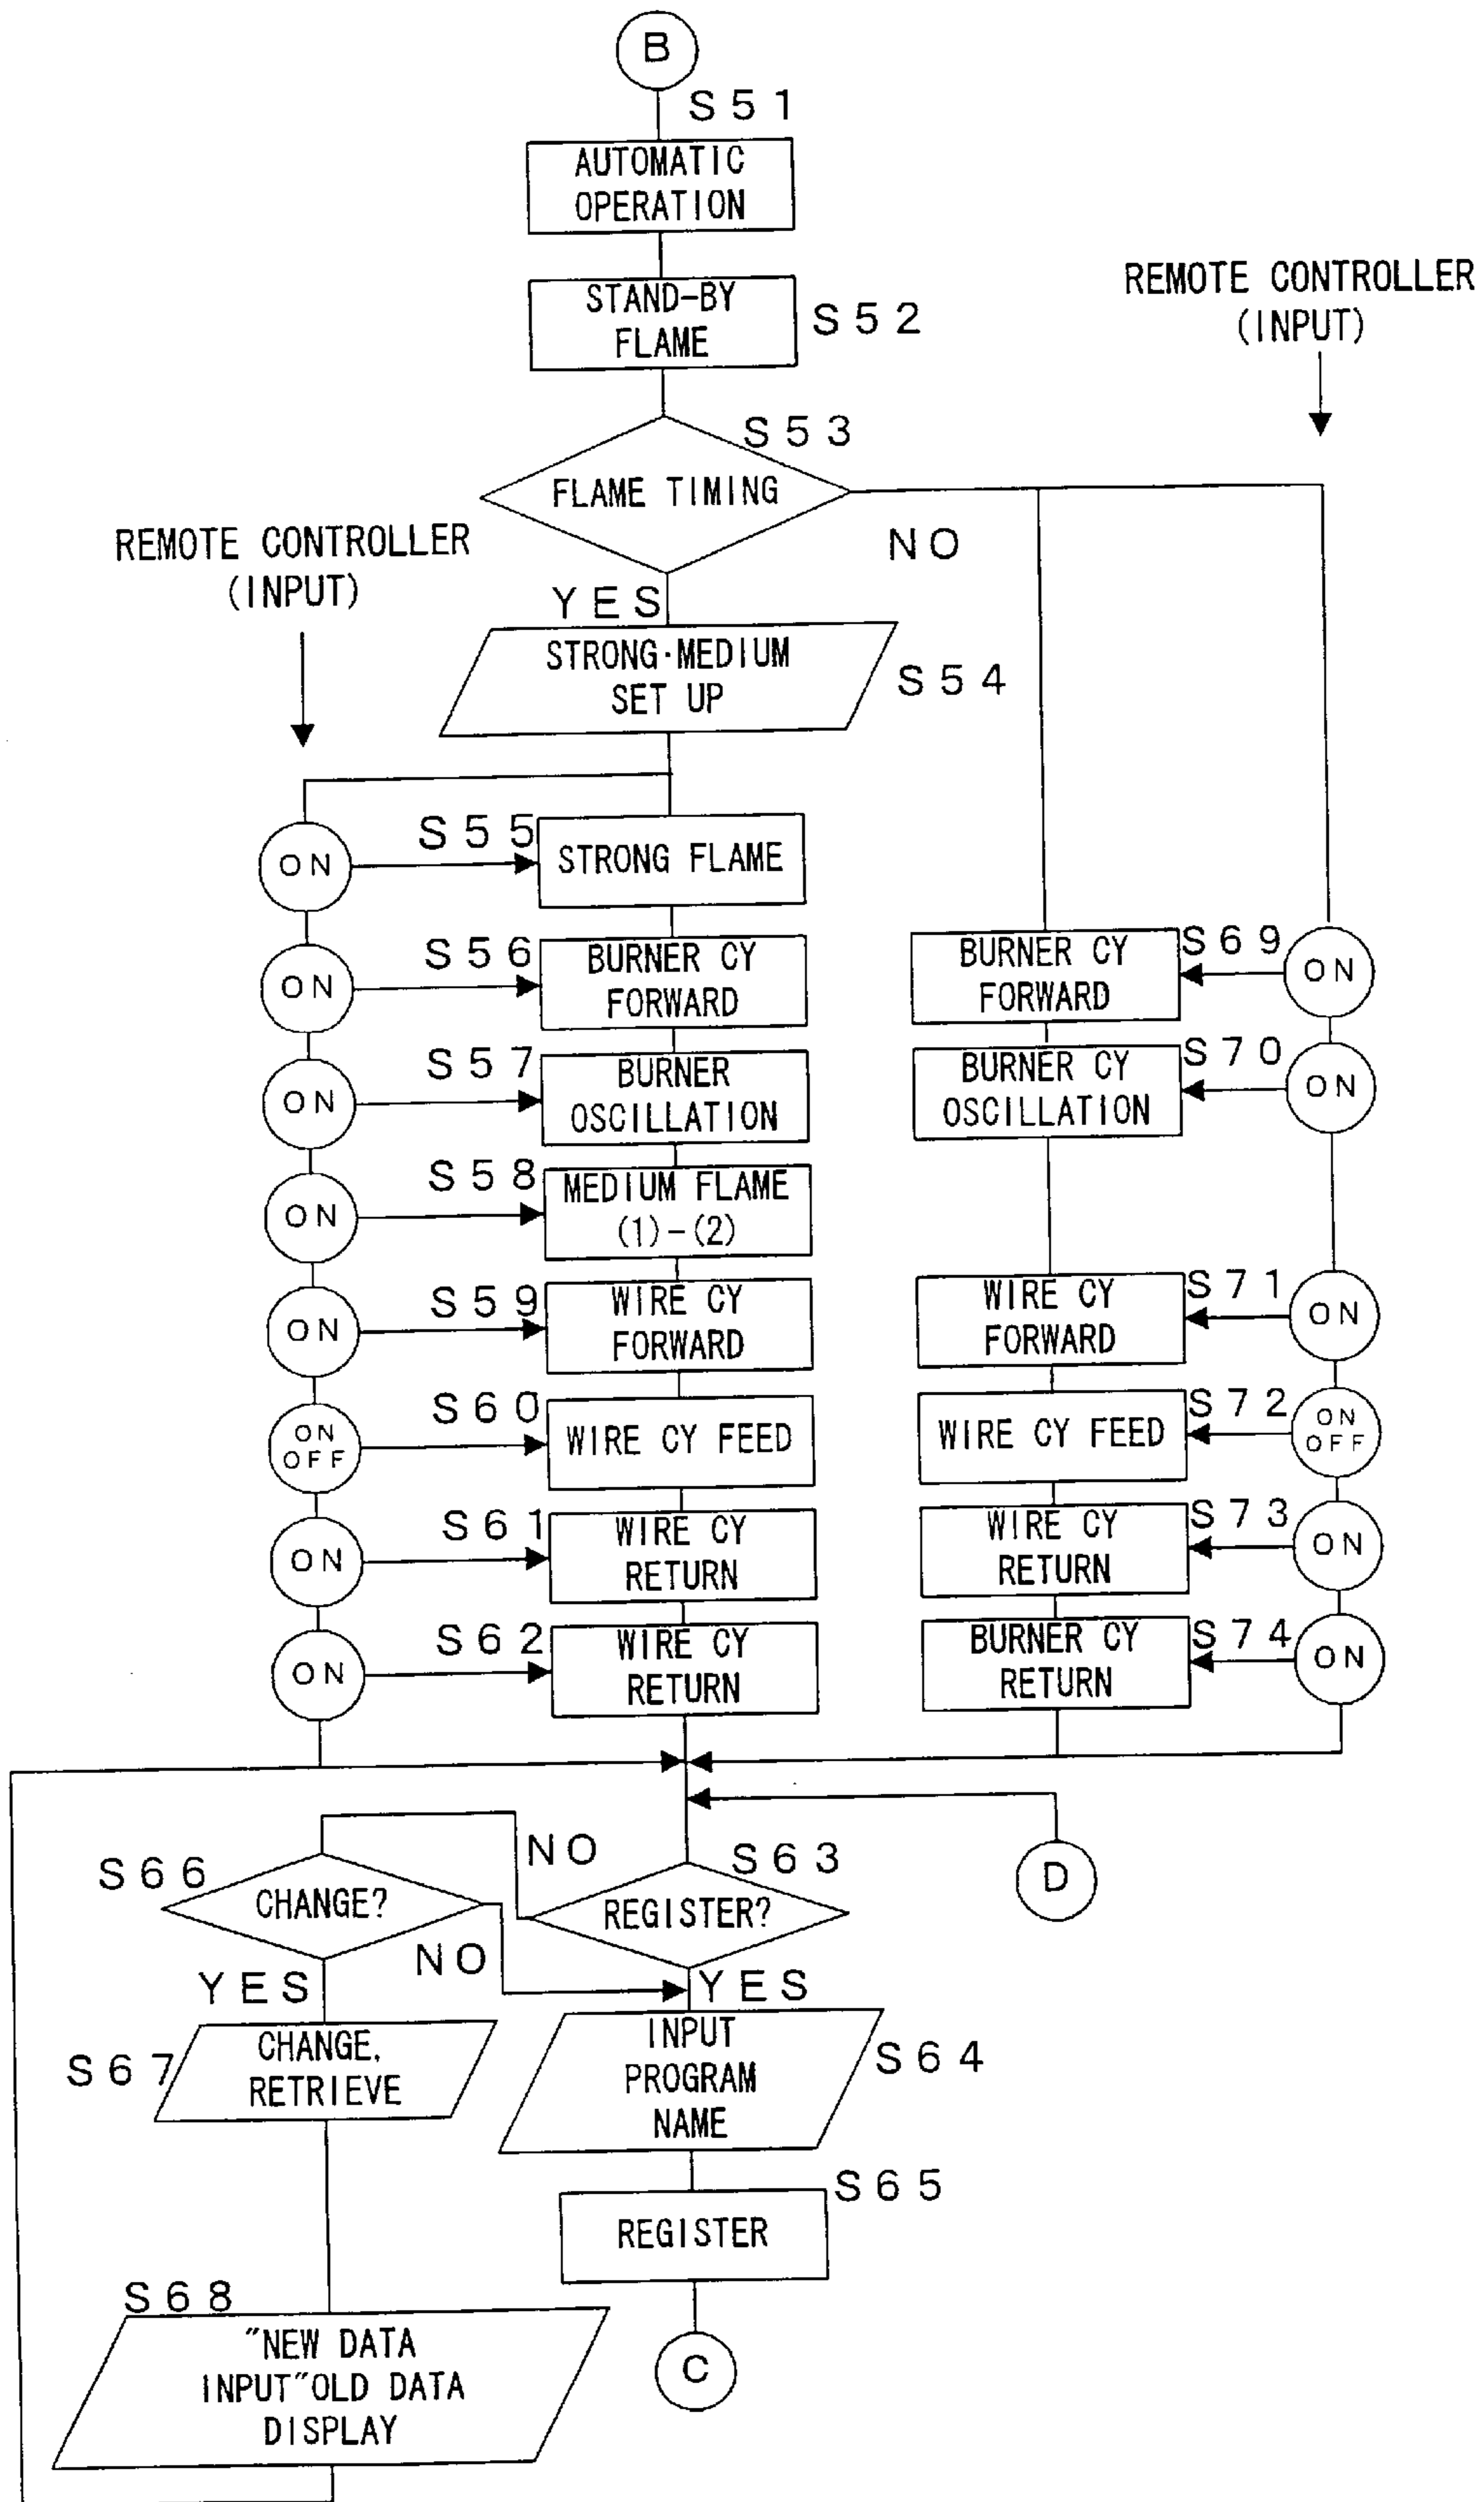 B
S51
AUTOMATIC
OPERATION
STAND-BY
FLAME
S52
REMOTE CONTROLLER
(INPUT)
S53
FLAME TIMING
NO
REMOTE CONTROLLER
(INPUT)
YES
STRONG·MEDIUM
SET UP
S54
ON
S55
STRONG FLAME
ON
S56
BURNER CY
FORWARD
BURNER CY
FORWARD
S69
ON
ON
S57
BURNER
OSCILLATION
BURNER CY
OSCILLATION
S70
ON
ON
S58
MEDIUM FLAME
(1)-(2)
ON
S59
WIRE CY
FORWARD
WIRE CY
FORWARD
S71
ON
ON
OFF
S60
WIRE CY FEED
WIRE CY FEED
S72
ON
OFF
ON
S61
WIRE CY
RETURN
WIRE CY
RETURN
S73
ON
ON
S62
WIRE CY
RETURN
BURNER CY
RETURN
S74
ON
S66
CHANGE?
NO
S63
REGISTER?
D
YES
NO
YES
S67
CHANGE,
RETRIEVE
INPUT
PROGRAM
NAME
S64
S65
REGISTER
S68
"NEW DATA
INPUT"OLD DATA
DISPLAY
C